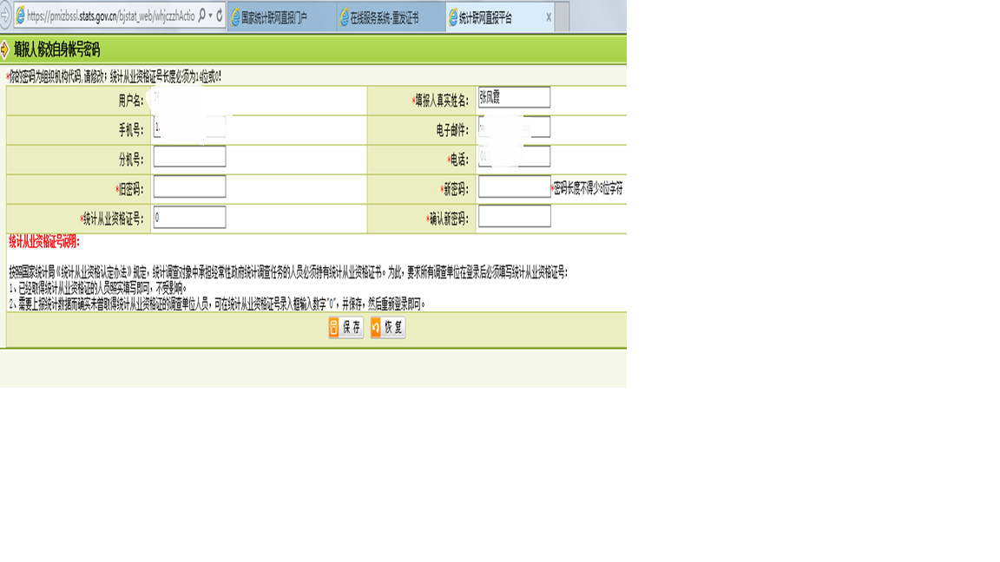 https://pmizbssl.stats.gov.cn/bjstat_web/whjczzhActio 国家统计联网直报门户 在线服务系统-重发证书 统计联网直报平台 x
填报人修改自身帐号密码
*你的密码为组织机构代码,请修改; 统计从业资格证号长度必须为14位或0!
用户名: *填报人真实姓名: 张凤霞
手机号: 1. 电子邮件:
分机号: *电话: 01
*旧密码: *新密码: *密码长度不得少8位字符
*统计从业资格证号: 0 *确认新密码:
统计从业资格证号说明:
按照国家统计局《统计从业资格认定办法》规定，统计调查对象中承担经常性政府统计调查任务的人员必须持有统计从业资格证书。为此，要求所有调查单位在登录后必须填写统计从业资格证号:
1、已经取得统计从业资格证的人员照实填写即可，不受影响。
2、需要上报统计数据而确实未曾取得统计从业资格证的调查单位人员，可在统计从业资格证号录入框输入数字"0"，并保存，然后重新登录即可。
保 存 恢 复